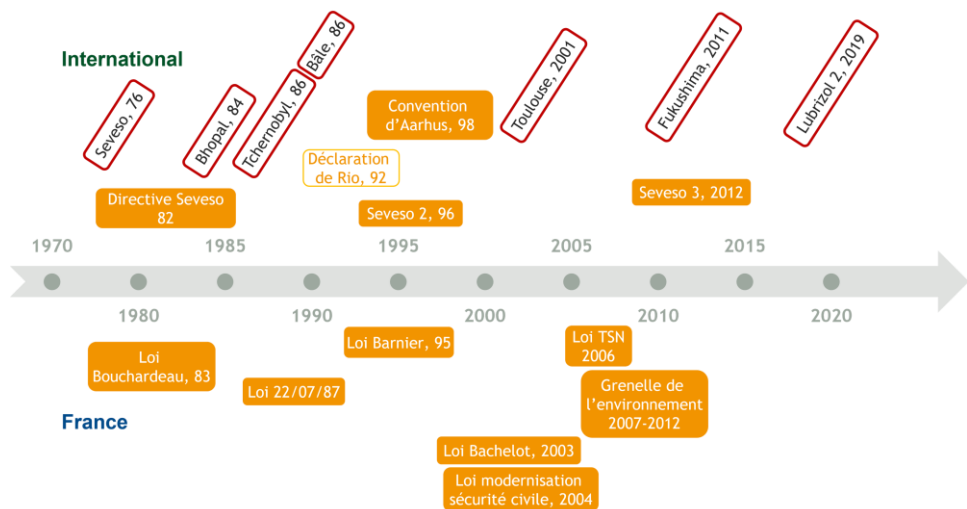 International
Seveso, 76
Bhopal, 84
Tchernobyl, 86
Bâle, 86
Convention
d’Aarhus, 98
Toulouse, 2001
Fukushima, 2011
Lubrizol 2, 2019
Déclaration
de Rio, 92
Directive Seveso
82
Seveso 2, 96
Seveso 3, 2012
1970
1985
1995
2005
2015
1980
1990
2000
2010
2020
Loi
Bouchardeau, 83
Loi 22/07/87
Loi Barnier, 95
Loi TSN
2006
Grenelle de
l’environnement
2007-2012
France
Loi Bachelot, 2003
Loi modernisation
sécurité civile, 2004